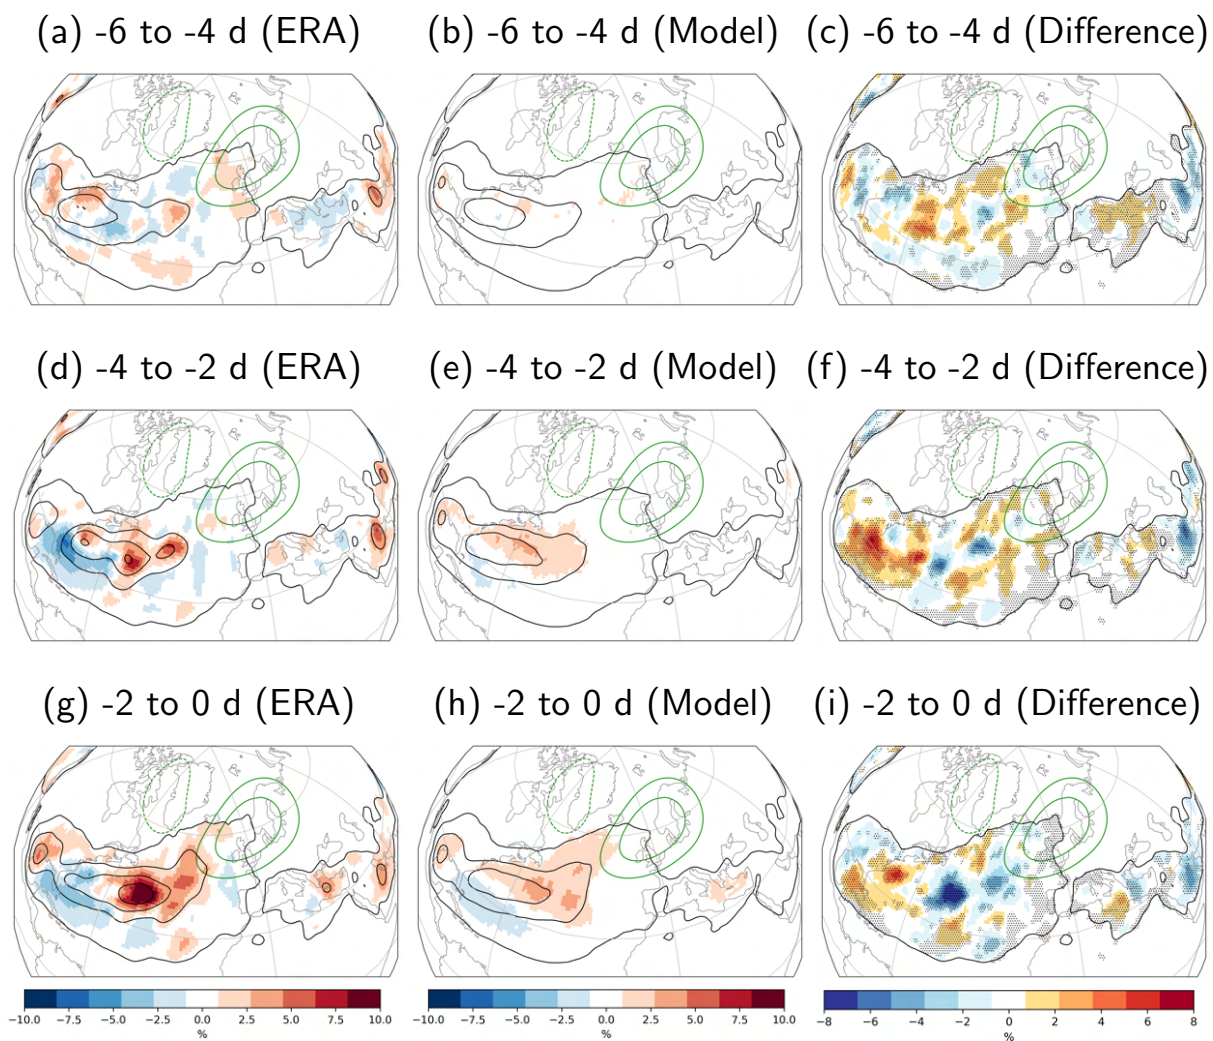 (a) -6 to -4 d (ERA) (b) -6 to -4 d (Model) (c) -6 to -4 d (Difference)
(d) -4 to -2 d (ERA) (e) -4 to -2 d (Model) (f) -4 to -2 d (Difference)
(g) -2 to 0 d (ERA) (h) -2 to 0 d (Model) (i) -2 to 0 d (Difference)
−10.0 −7.5 −5.0 −2.5 0.0 2.5 5.0 7.5 10.0 −10.0 −7.5 −5.0 −2.5 0.0 2.5 5.0 7.5 10.0 −8 −6 −4 −2 0 2 4 6 8
% % %